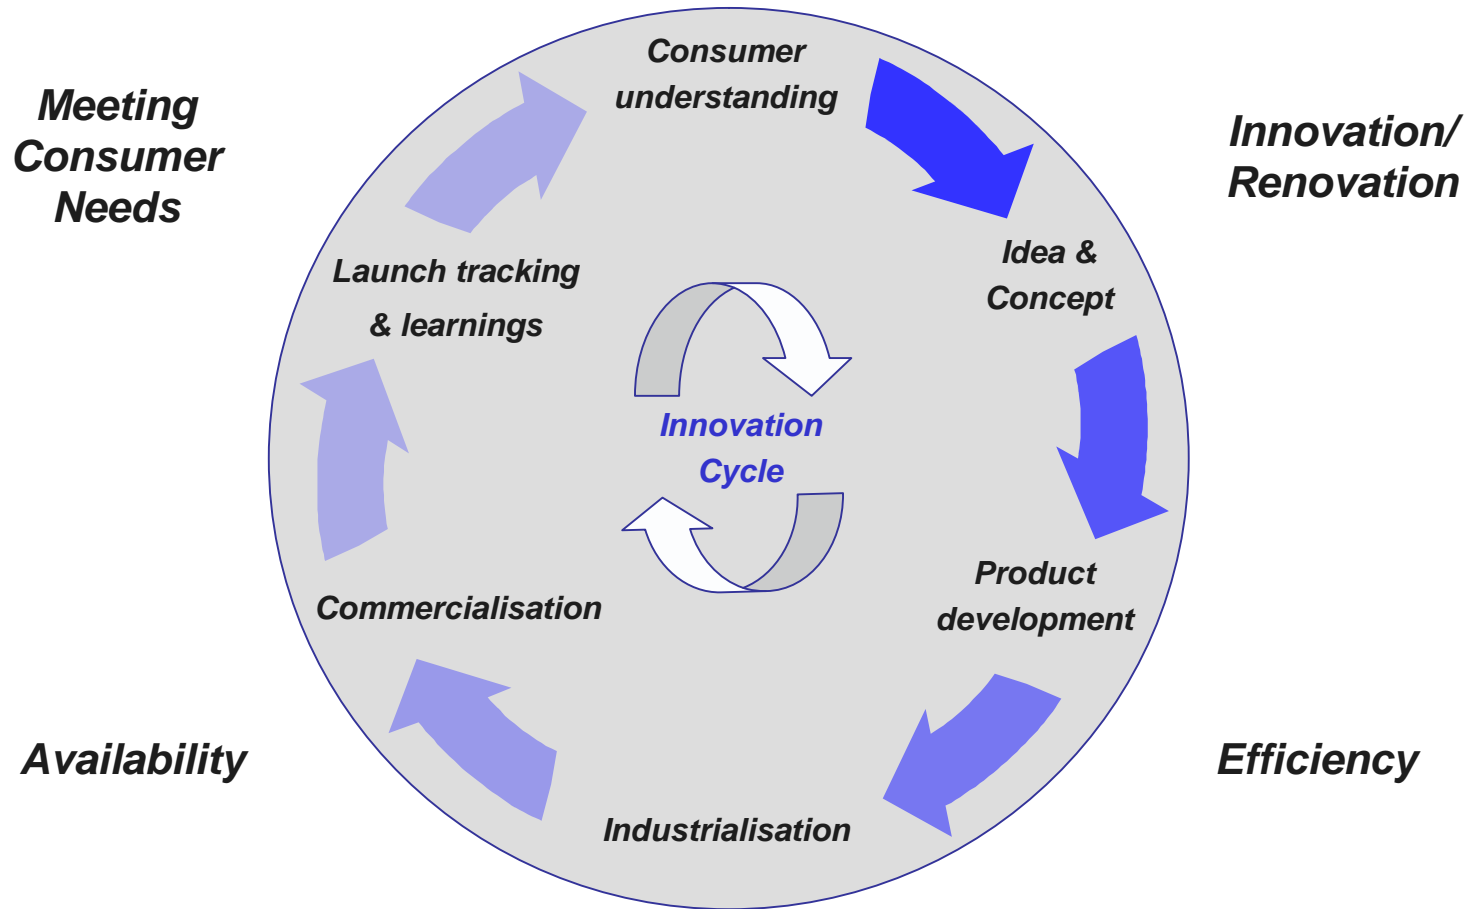 Consumer
understanding
Meeting
Consumer
Needs
Innovation/
Renovation
Idea &
Concept
Launch tracking
& learnings
Innovation
Cycle
Product
development
Commercialisation
Availability
Efficiency
Industrialisation